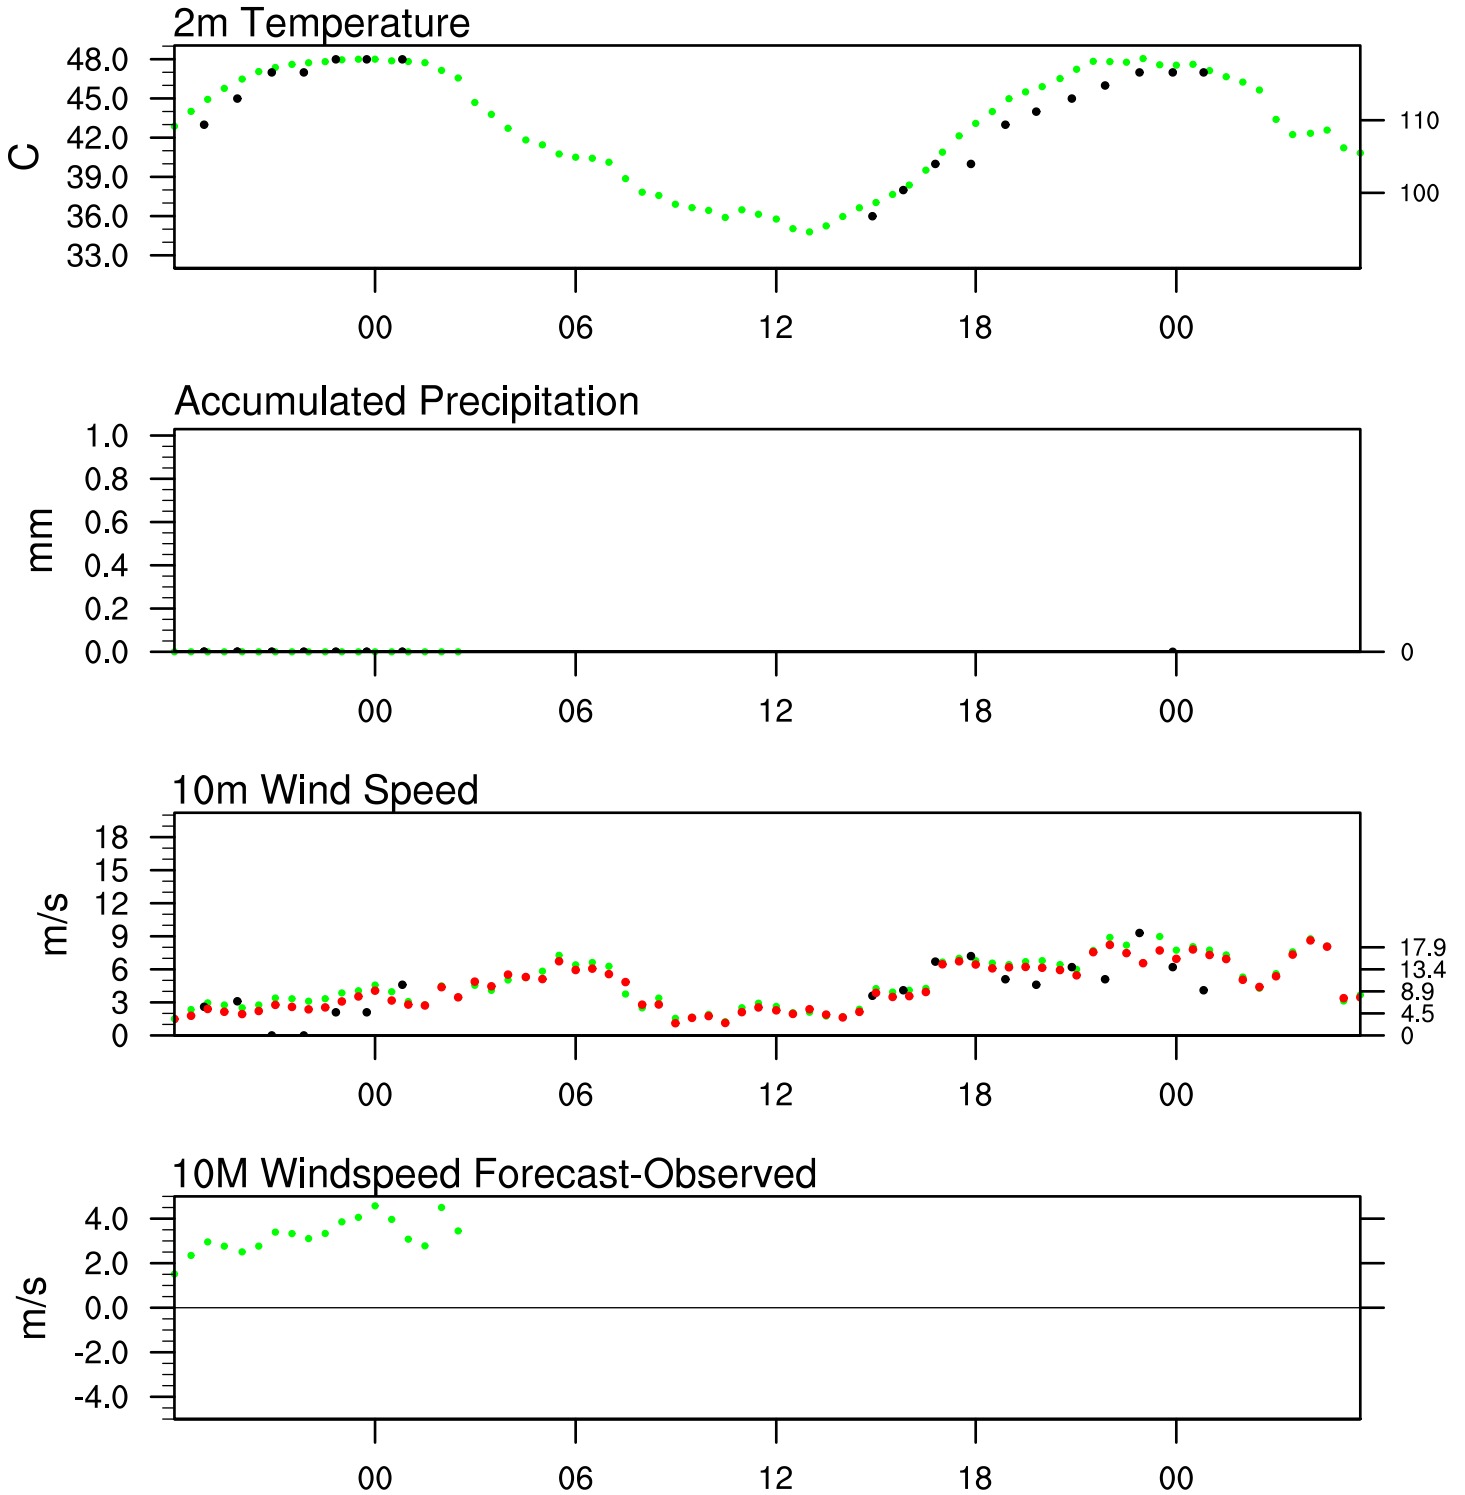 2m Temperature
48.0
45.0
42.0
39.0
36.0
33.0
C
110
100
00 06 12 18 00
Accumulated Precipitation
1.0
0.8
0.6
0.4
0.2
0.0
mm
0
00 06 12 18 00
10m Wind Speed
18
15
12
9
6
3
0
m/s
17.9
13.4
8.9
4.5
0
00 06 12 18 00
10M Windspeed Forecast-Observed
4.0
2.0
0.0
-2.0
-4.0
m/s
00 06 12 18 00